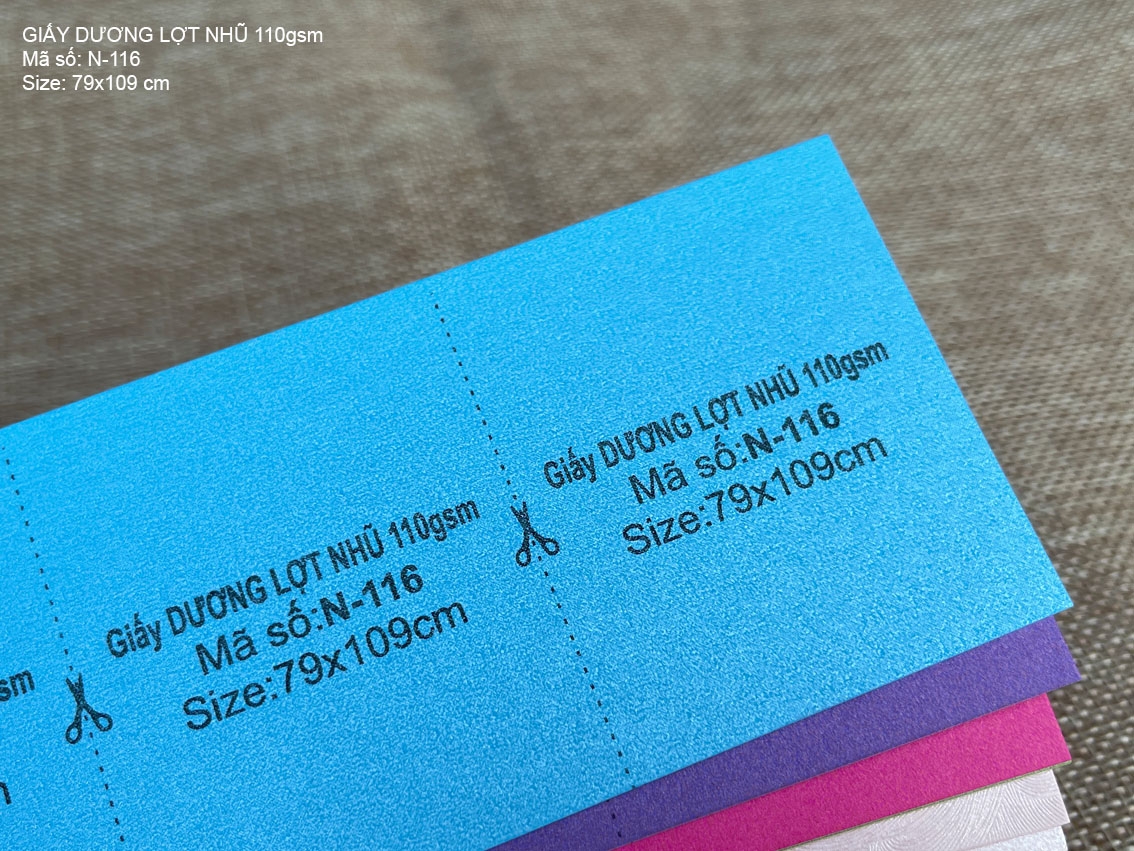 GIẤY DƯƠNG LỢT NHŨ 110gsm
Mã số: N-116
Size: 79x109 cm
Giấy DƯƠNG LỢT NHŨ 110gsm
Mã số:N-116
Size:79x109cm
Giấy DƯƠNG LỢT NHŨ 110gsm
Mã số:N-116
Size:79x109cm